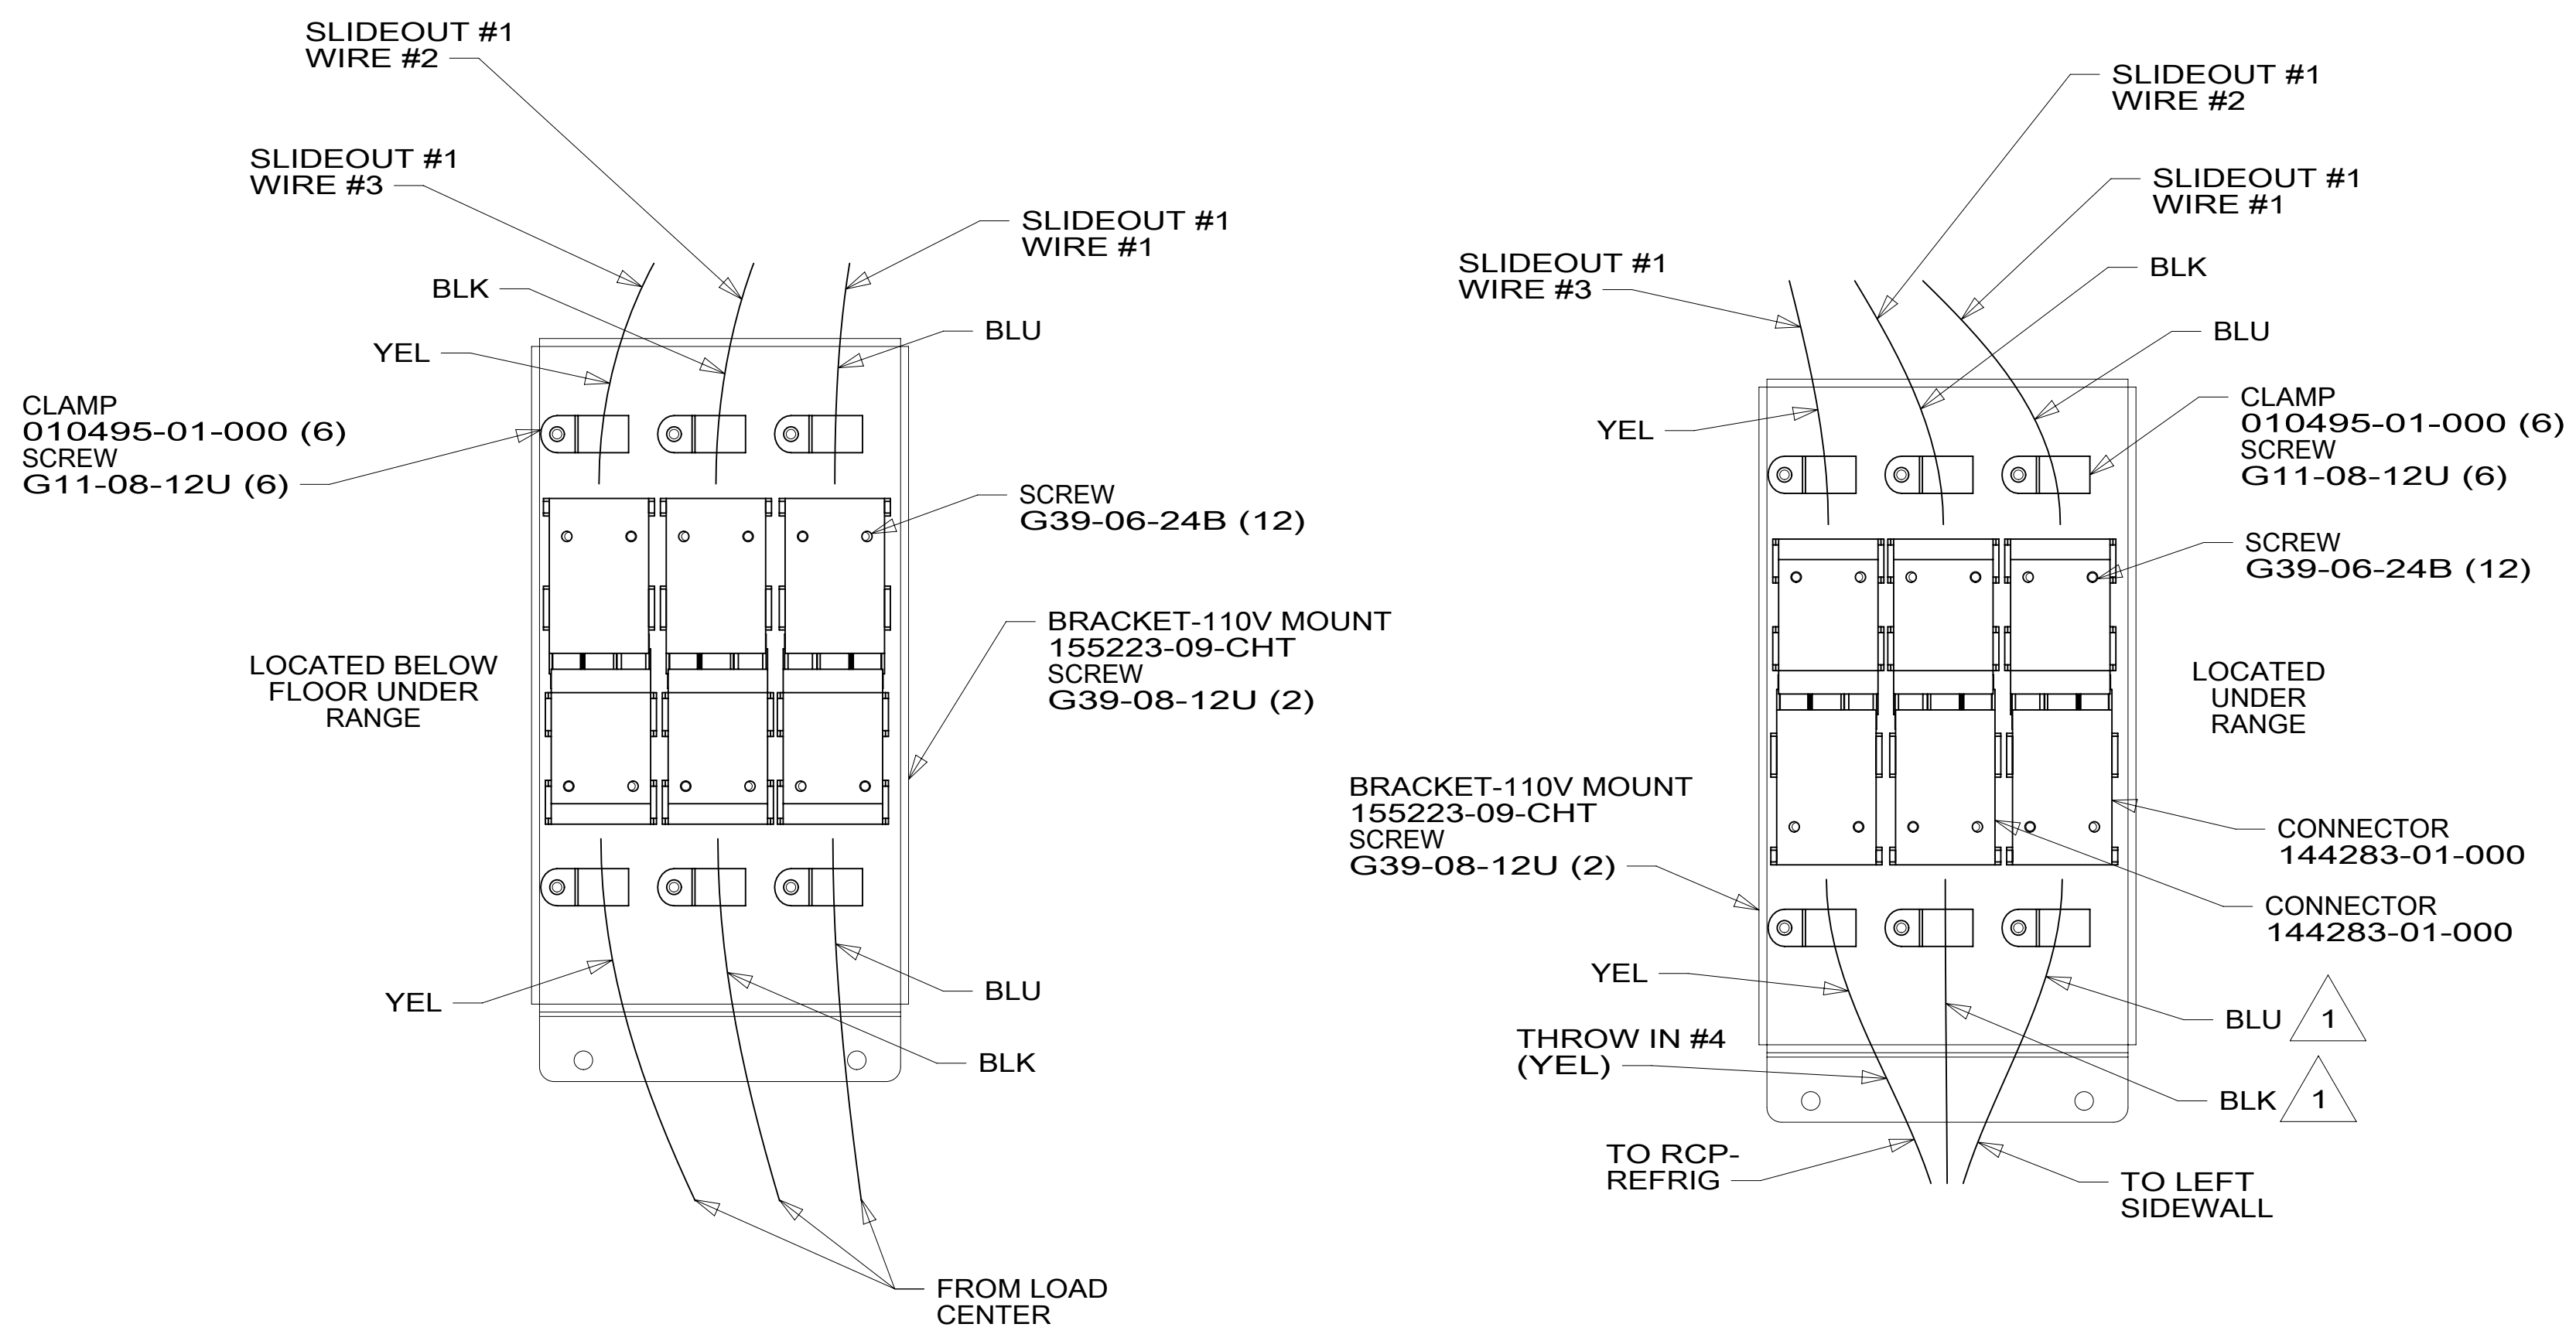 SLIDEOUT #1
WIRE #2
SLIDEOUT #1
WIRE #3
SLIDEOUT #1
WIRE #1
BLK
BLU
YEL
CLAMP
010495-01-000 (6)
SCREW
G11-08-12U (6)
SCREW
G39-06-24B (12)
BRACKET-110V MOUNT
155223-09-CHT
SCREW
G39-08-12U (2)
LOCATED BELOW
FLOOR UNDER
RANGE
YEL
BLU
BLK
FROM LOAD
CENTER
SLIDEOUT #1
WIRE #2
SLIDEOUT #1
WIRE #1
SLIDEOUT #1
WIRE #3
BLK
BLU
YEL
CLAMP
010495-01-000 (6)
SCREW
G11-08-12U (6)
SCREW
G39-06-24B (12)
LOCATED
UNDER
RANGE
BRACKET-110V MOUNT
155223-09-CHT
SCREW
G39-08-12U (2)
CONNECTOR
144283-01-000
CONNECTOR
144283-01-000
YEL
BLU 1
THROW IN #4
(YEL)
BLK 1
TO RCP-
REFRIG
TO LEFT
SIDEWALL